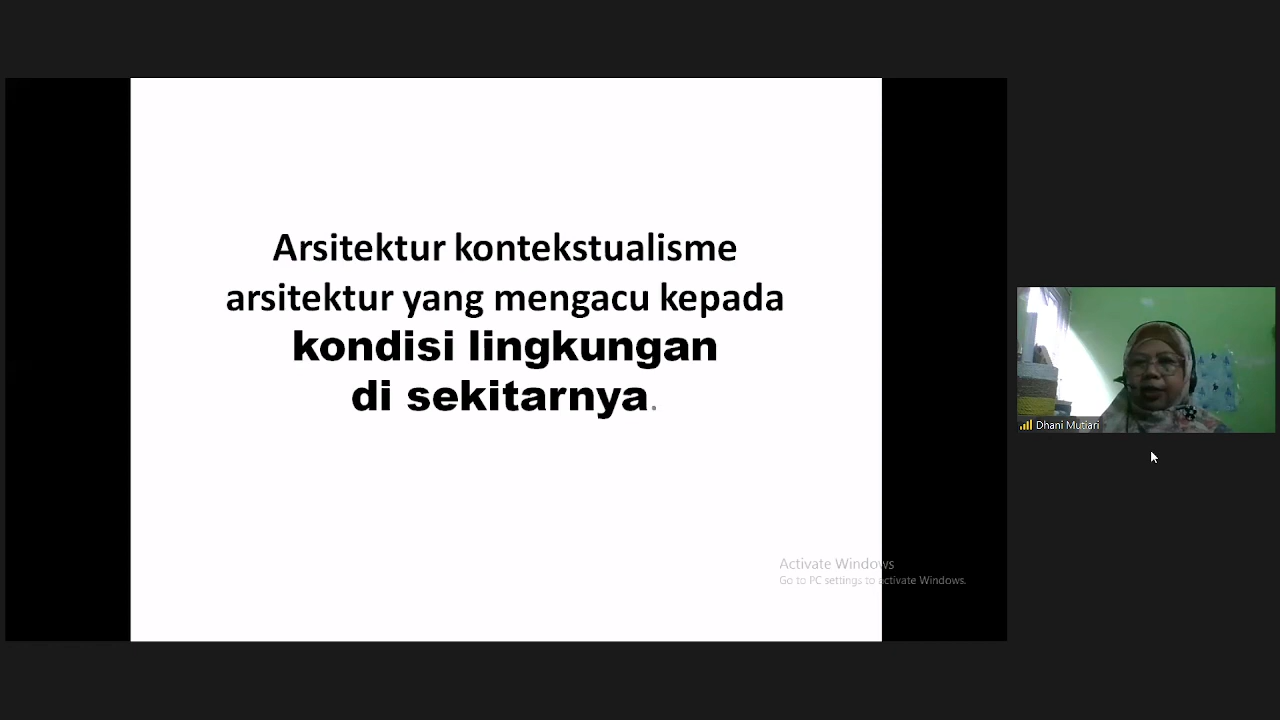 Arsitektur kontekstualisme
arsitektur yang mengacu kepada
kondisi lingkungan
di sekitarnya.
Dhani Mutiari
Activate Windows
Go to PC settings to activate Windows.